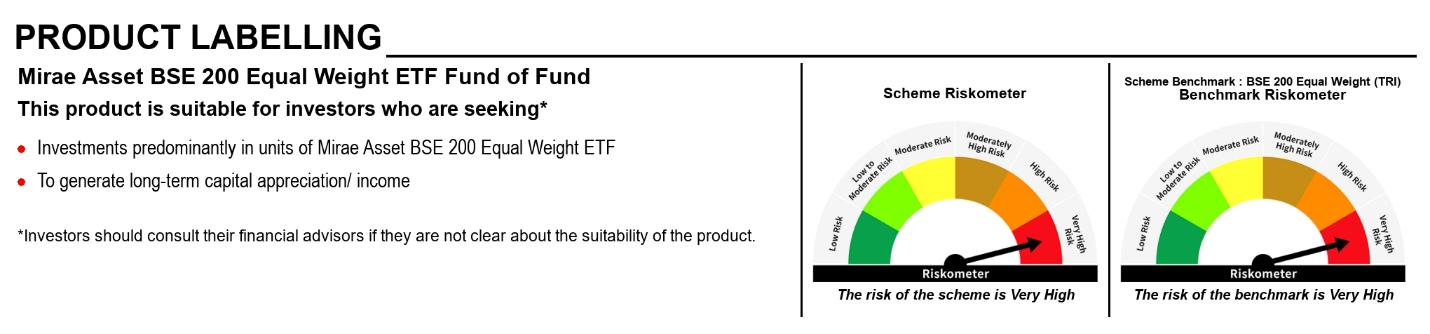 PRODUCT LABELLING
Mirae Asset BSE 200 Equal Weight ETF Fund of Fund
This product is suitable for investors who are seeking*
Investments predominantly in units of Mirae Asset BSE 200 Equal Weight ETF
To generate long-term capital appreciation/ income
*Investors should consult their financial advisors if they are not clear about the suitability of the product.
Scheme Riskometer
Low Risk
Low to
Moderate Risk
Moderate Risk
Moderately
High Risk
High Risk
Very High
Risk
Riskometer
The risk of the scheme is Very High
Scheme Benchmark : BSE 200 Equal Weight (TRI)
Benchmark Riskometer
Low Risk
Low to
Moderate Risk
Moderate Risk
Moderately
High Risk
High Risk
Very High
Risk
Riskometer
The risk of the benchmark is Very High